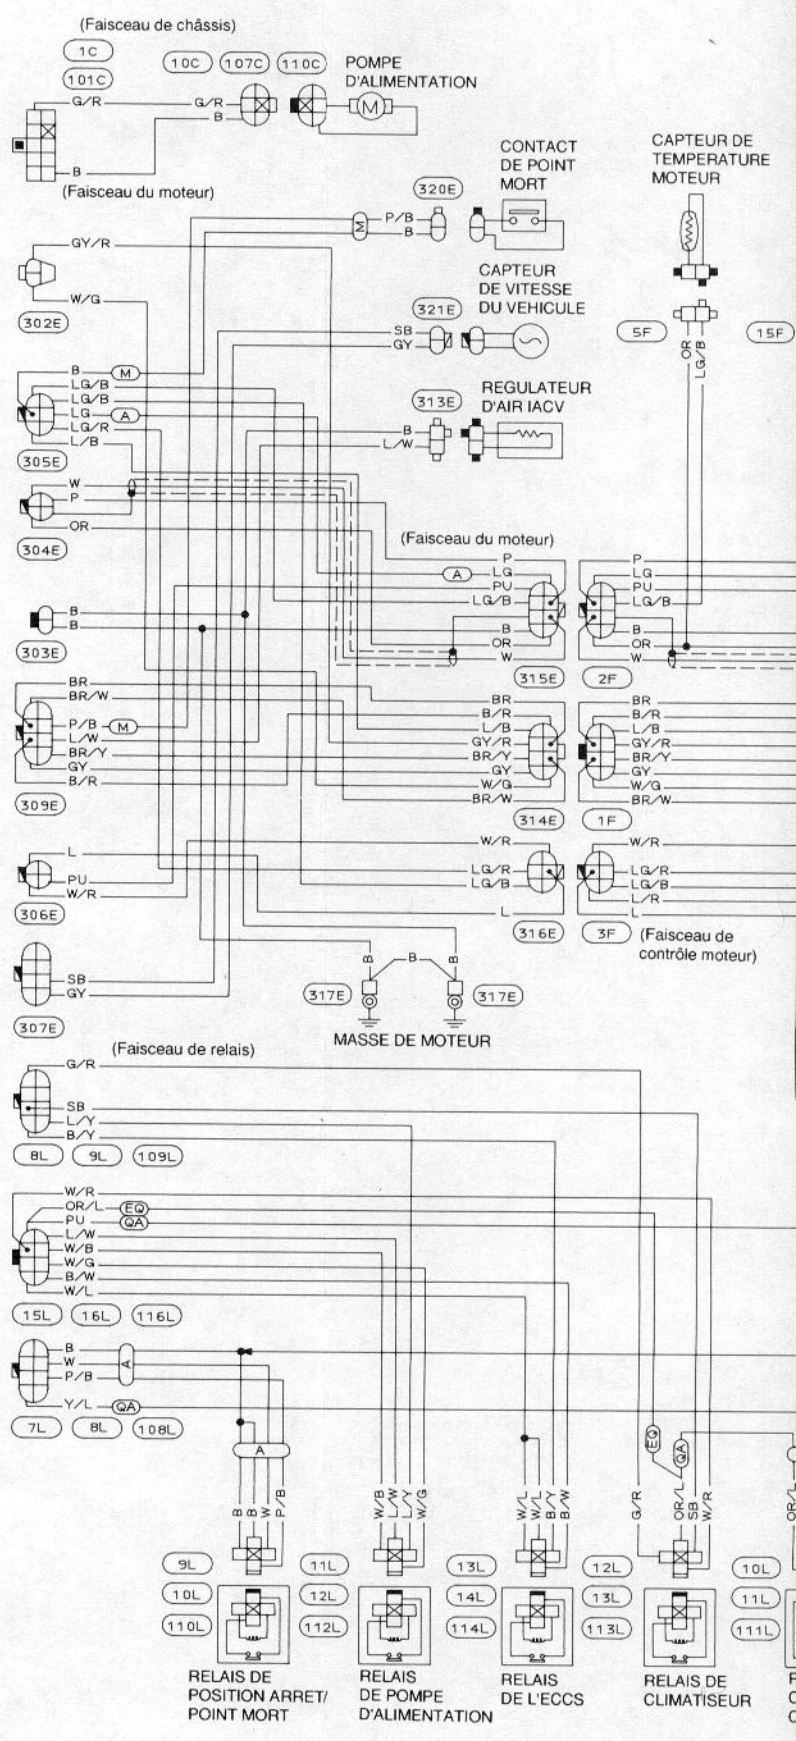 (Faisceau de châssis)
1C
101C
10C 107C 110C
POMPE
D'ALIMENTATION
G/R G/R
B
M
B
(Faisceau du moteur)
CONTACT
DE POINT
MORT
320E
CAPTEUR DE
TEMPERATURE
MOTEUR
M
P/B
B
GY/R
W/G
302E
CAPTEUR
DE VITESSE
DU VEHICULE
321E
SB
GY
5F
15F
OR
LG/B
B M
LG/B
LG/B
LG A
LG/R
L/B
305E
REGULATEUR
D'AIR IACV
313E
B
L/W
W
P
OR
304E
(Faisceau du moteur)
P
A LG
PU
LG/B
B
OR
W
315E
P
LG
PU
LG/B
B
OR
W
2F
B
B
303E
BR
BR/W
P/B M
L/W
BR/Y
GY
B/R
309E
BR
B/R
L/B
GY/R
BR/Y
GY
W/G
BR/W
314E
BR
B/R
L/B
GY/R
BR/Y
GY
W/G
BR/W
1F
L
PU
W/R
306E
W/R
LG/R
LG/B
L
316E
W/R
LG/R
LG/B
L/R
L
3F
(Faisceau de
contrôle moteur)
SB
GY
307E
B B B
317E 317E
MASSE DE MOTEUR
(Faisceau de relais)
G/R
SB
L/Y
B/Y
8L 9L 109L
W/R
OR/L EQ
PU QA
L/W
W/B
W/G
B/W
W/L
15L 16L 116L
B
W A
P/B
Y/L QA
7L 8L 108L
A
EQ
QA
B B W P/B
W/B L/W L/Y W/G
W/L W/L B/Y B/W
G/R OR/L SB W/R
OR/L
9L
10L
110L
11L
12L
112L
13L
14L
114L
12L
13L
113L
10L
11L
111L
RELAIS DE
POSITION ARRET/
POINT MORT
RELAIS
DE POMPE
D'ALIMENTATION
RELAIS
DE L'ECCS
RELAIS DE
CLIMATISEUR